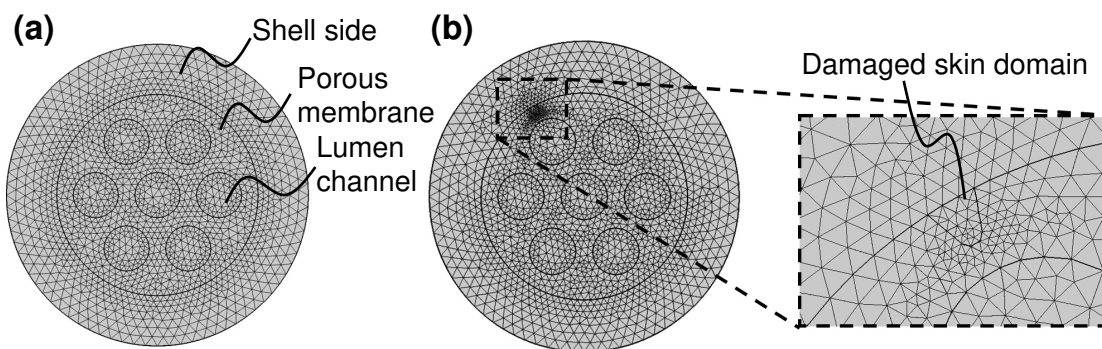 (a)
Shell side
Porous
membrane
Lumen
channel
(b)
Damaged skin domain